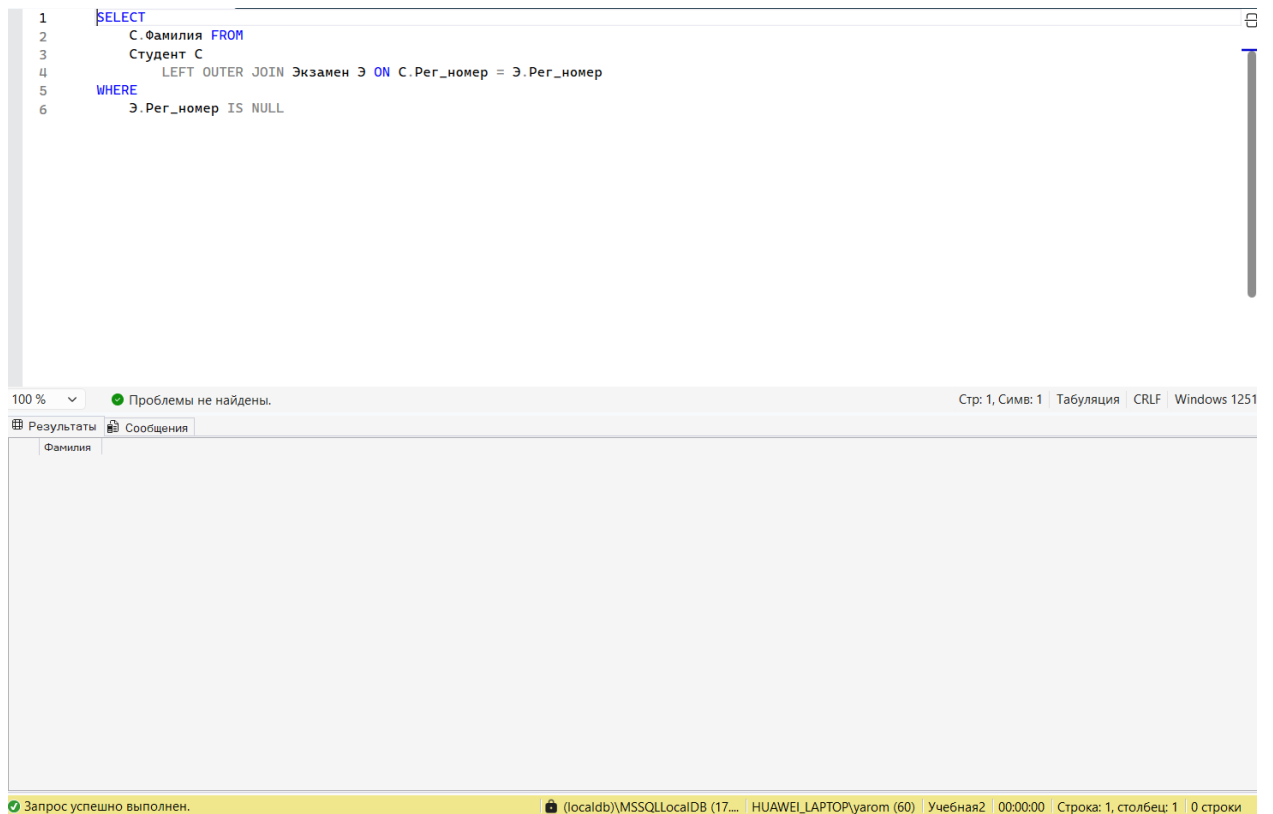 1 SELECT
2 С.Фамилия FROM
3 Студент С
4 LEFT OUTER JOIN Экзамен Э ON С.Рег_номер = Э.Рег_номер
5 WHERE
6 Э.Рег_номер IS NULL
100 % Проблемы не найдены. Стр: 1, Симв: 1 Табуляция CRLF Windows 1251
Результаты Сообщения
Фамилия
Запрос успешно выполнен. (localdb)\MSSQLLocalDB (17.... HUAWEI_LAPTOP\yarom (60) Учебная2 00:00:00 Строка: 1, столбец: 1 0 строки